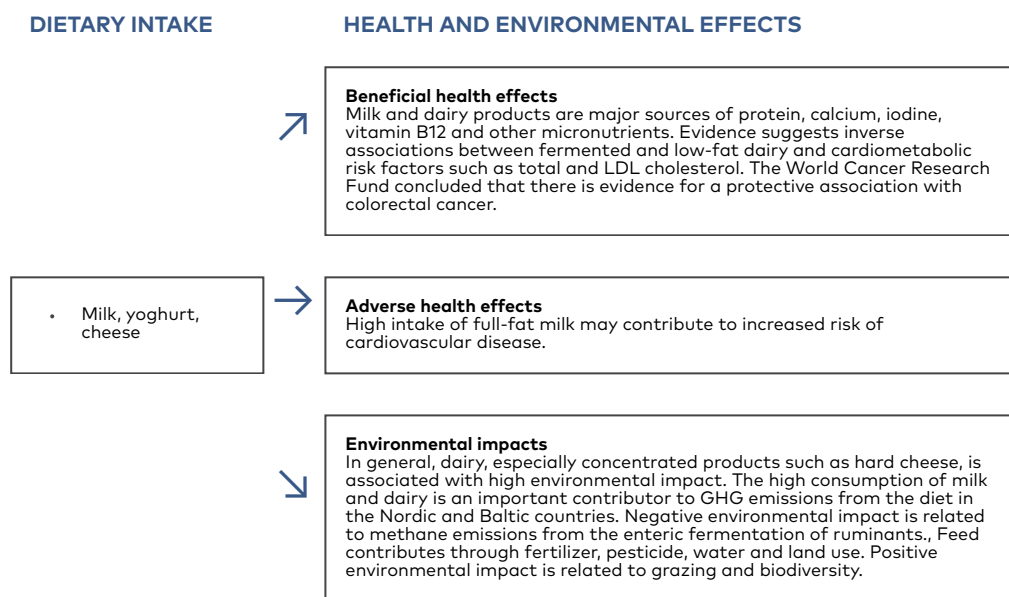 DIETARY INTAKE
HEALTH AND ENVIRONMENTAL EFFECTS
Beneficial health effects
Milk and dairy products are major sources of protein, calcium, iodine,
vitamin B12 and other micronutrients. Evidence suggests inverse
associations between fermented and low-fat dairy and cardiometabolic
risk factors such as total and LDL cholesterol. The World Cancer Research
Fund concluded that there is evidence for a protective association with
colorectal cancer.
• Milk, yoghurt,
cheese
Adverse health effects
High intake of full-fat milk may contribute to increased risk of
cardiovascular disease.
Environmental impacts
In general, dairy, especially concentrated products such as hard cheese, is
associated with high environmental impact. The high consumption of milk
and dairy is an important contributor to GHG emissions from the diet in
the Nordic and Baltic countries. Negative environmental impact is related
to methane emissions from the enteric fermentation of ruminants., Feed
contributes through fertilizer, pesticide, water and land use. Positive
environmental impact is related to grazing and biodiversity.